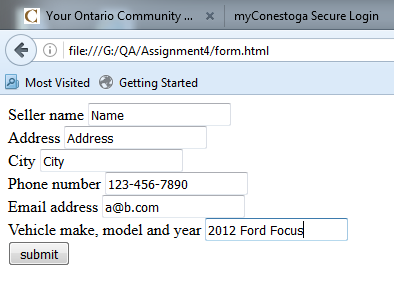 Your Ontario Community ... × myConestoga Secure Login
file:///G:/QA/Assignment4/form.html
Most Visited Getting Started
Seller name Name
Address Address
City City
Phone number 123-456-7890
Email address a@b.com
Vehicle make, model and year 2012 Ford Focus
submit